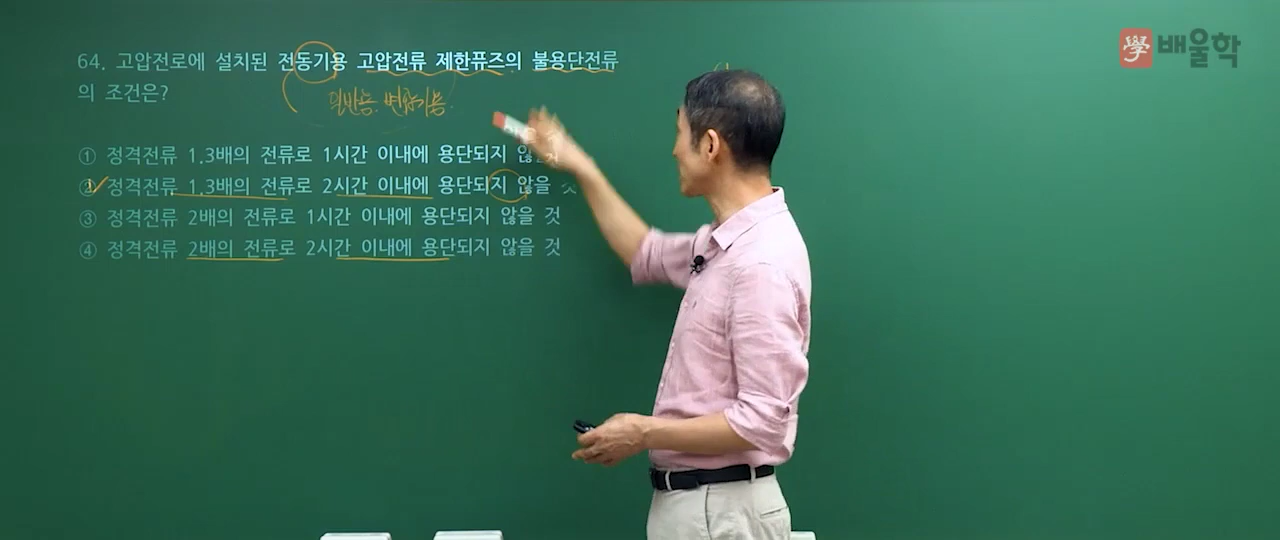 64. 고압전로에 설치된 전동기용 고압전류 제한퓨즈의 불용단전류
의 조건은?
일반용. 변압기용.
① 정격전류 1.3배의 전류로 1시간 이내에 용단되지 않
② 정격전류 1.3배의 전류로 2시간 이내에 용단되지 않을
③ 정격전류 2배의 전류로 1시간 이내에 용단되지 않을 것
④ 정격전류 2배의 전류로 2시간 이내에 용단되지 않을 것
學 배울학